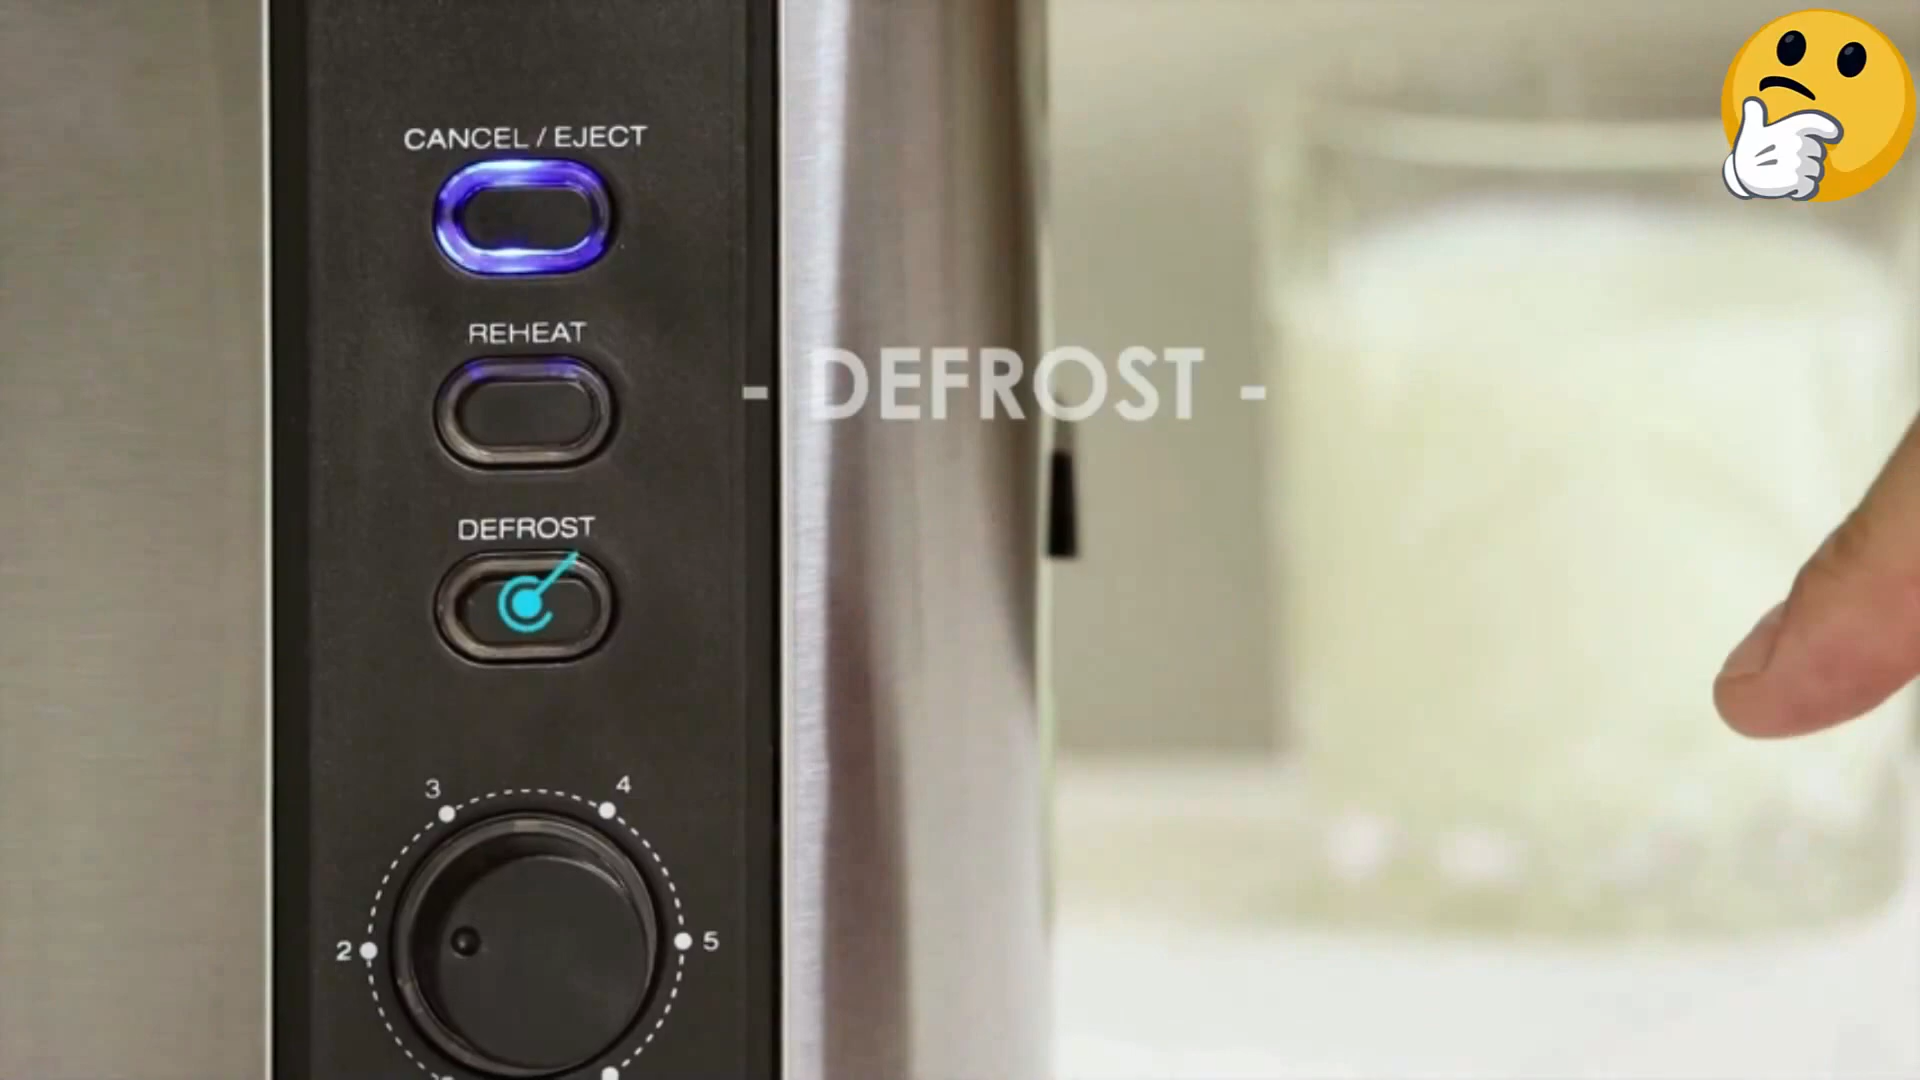 CANCEL / EJECT
REHEAT
- DEFROST -
DEFROST
3
4
2
5